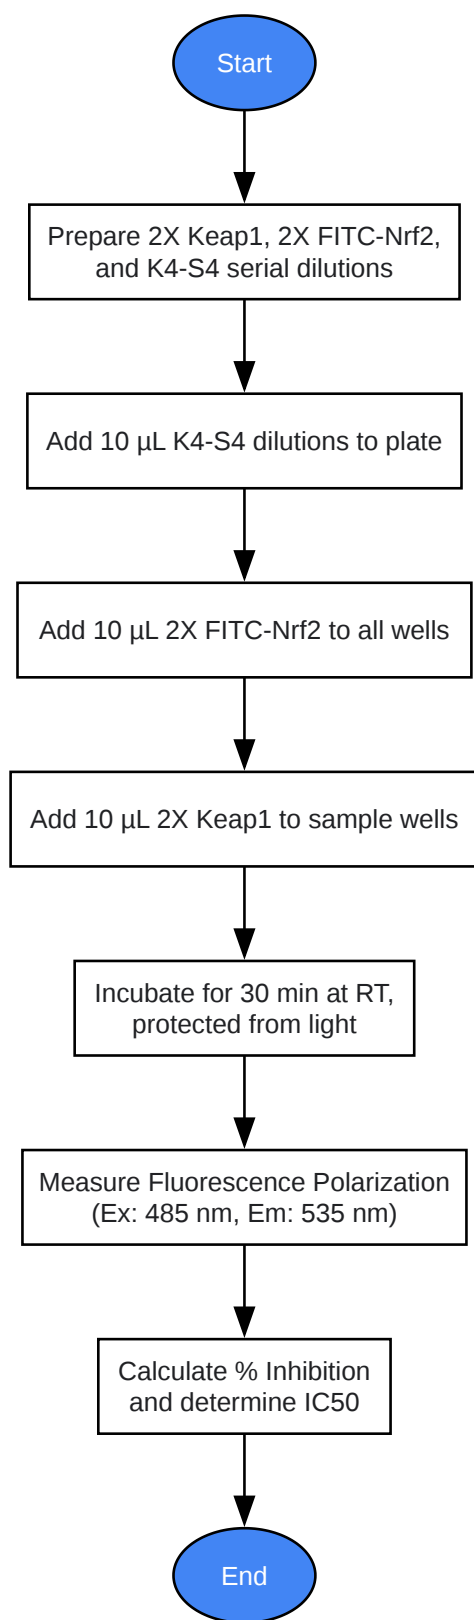 Start
Prepare 2X Keap1, 2X FITC-Nrf2,
and K4-S4 serial dilutions
Add 10 µL K4-S4 dilutions to plate
Add 10 µL 2X FITC-Nrf2 to all wells
Add 10 µL 2X Keap1 to sample wells
Incubate for 30 min at RT,
protected from light
Measure Fluorescence Polarization
(Ex: 485 nm, Em: 535 nm)
Calculate % Inhibition
and determine IC50
End